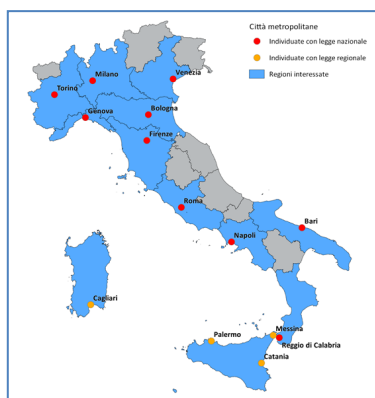 Città metropolitane
Individuate con legge nazionale
Individuate con legge regionale
Regioni interessate
Milano
Venezia
Torino
Genova
Bologna
Firenze
Roma
Bari
Napoli
Cagliari
Palermo
Messina
Reggio di Calabria
Catania